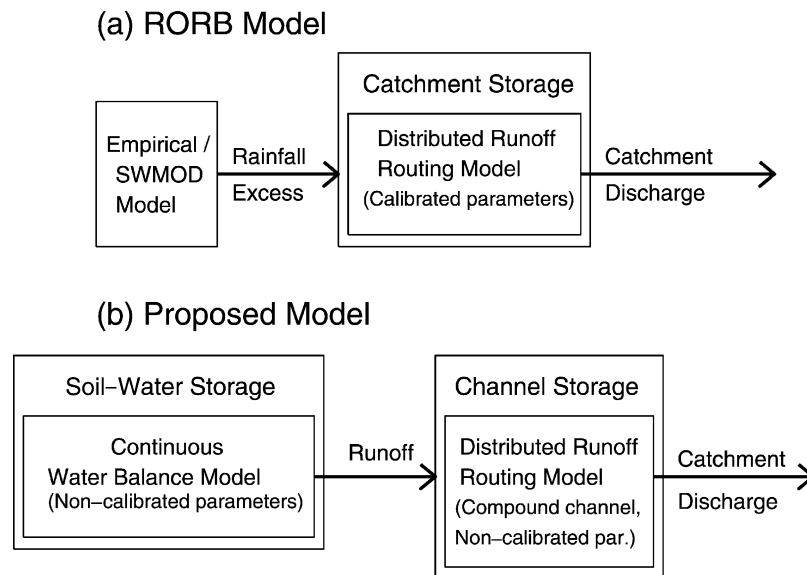 (a) RORB Model
Catchment Storage
Empirical /
SWMOD
Model
Rainfall
Excess
Distributed Runoff
Routing Model
(Calibrated parameters)
Catchment
Discharge
(b) Proposed Model
Soil−Water Storage
Continuous
Water Balance Model
(Non−calibrated parameters)
Runoff
Channel Storage
Distributed Runoff
Routing Model
(Compound channel,
Non−calibrated par.)
Catchment
Discharge